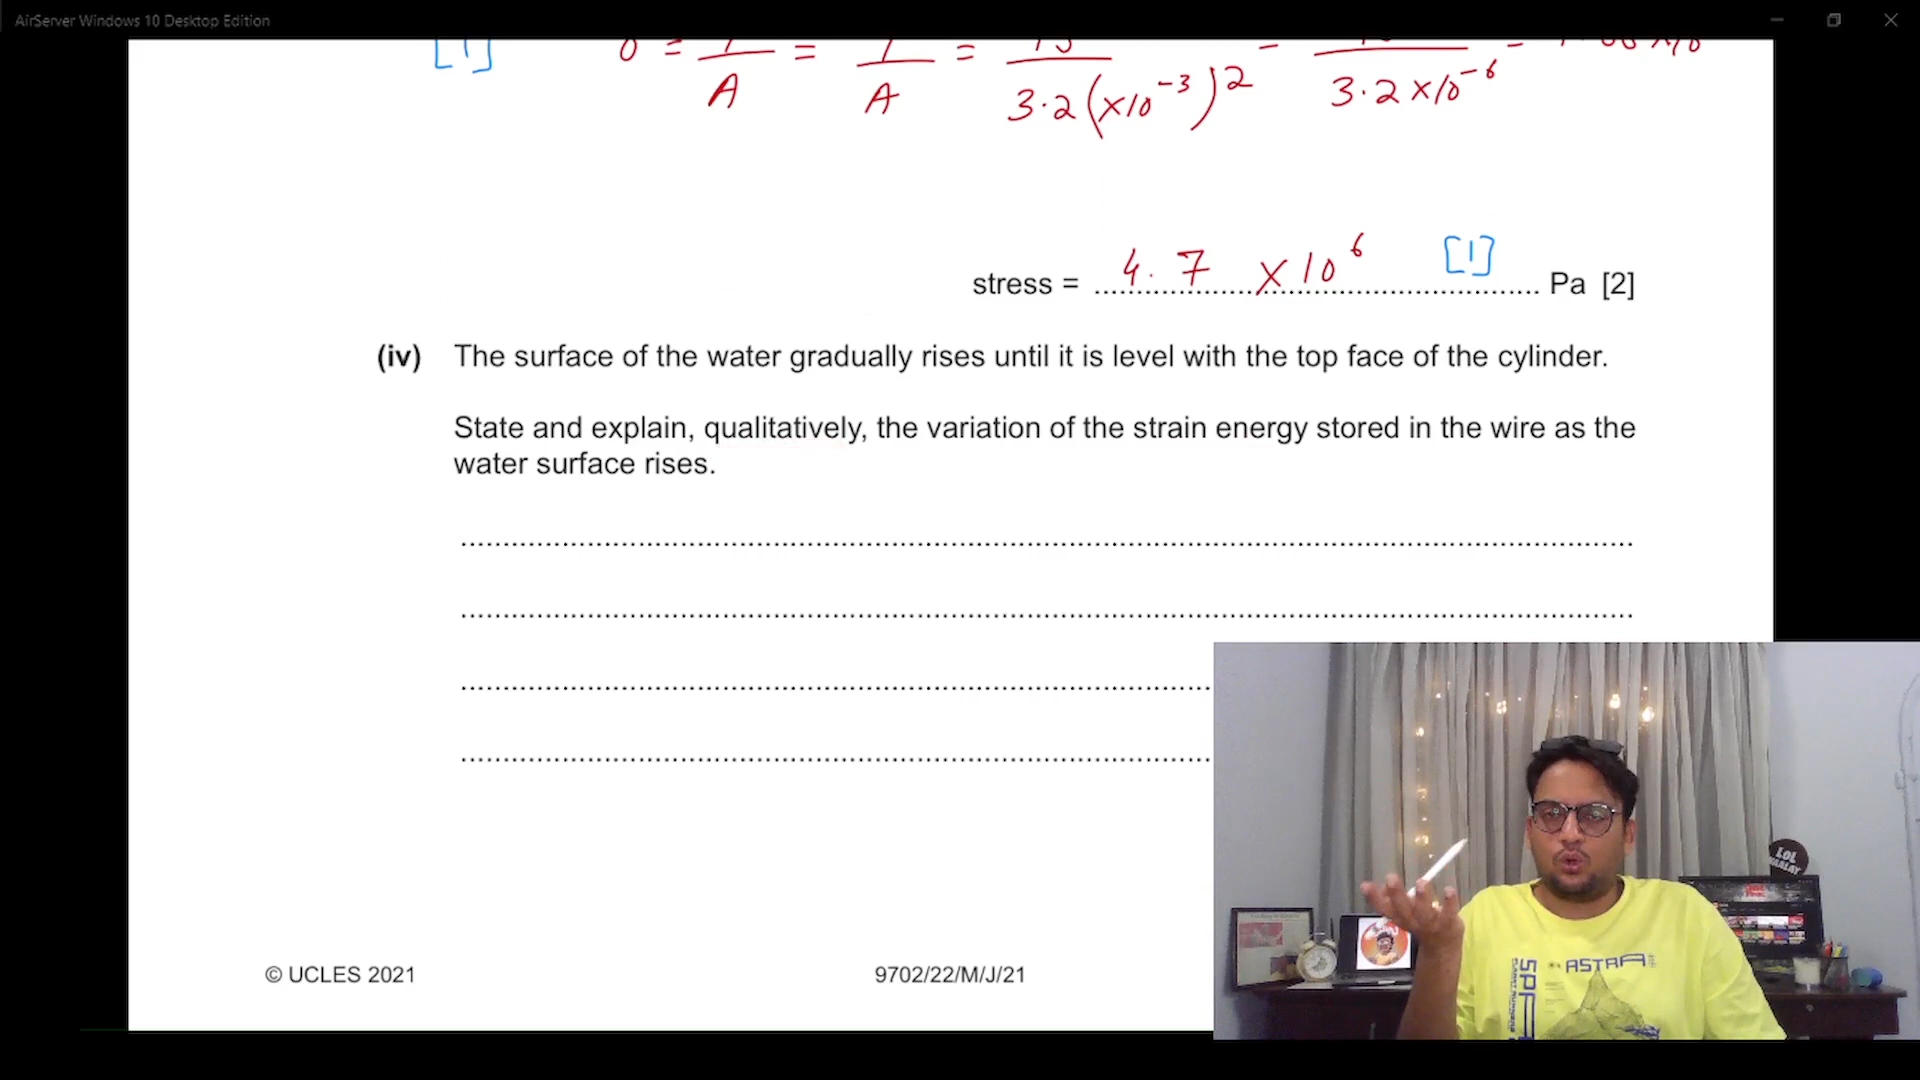 AirServer Windows 10 Desktop Edition
[1]
= = = - =
A A 3.2(×10⁻³)² 3.2×10⁻⁶
4.7 ×10⁶ [1]
stress = ........................................ Pa [2]
(iv) The surface of the water gradually rises until it is level with the top face of the cylinder.
State and explain, qualitatively, the variation of the strain energy stored in the wire as the
water surface rises.
© UCLES 2021 9702/22/M/J/21
LOL
ASTRA